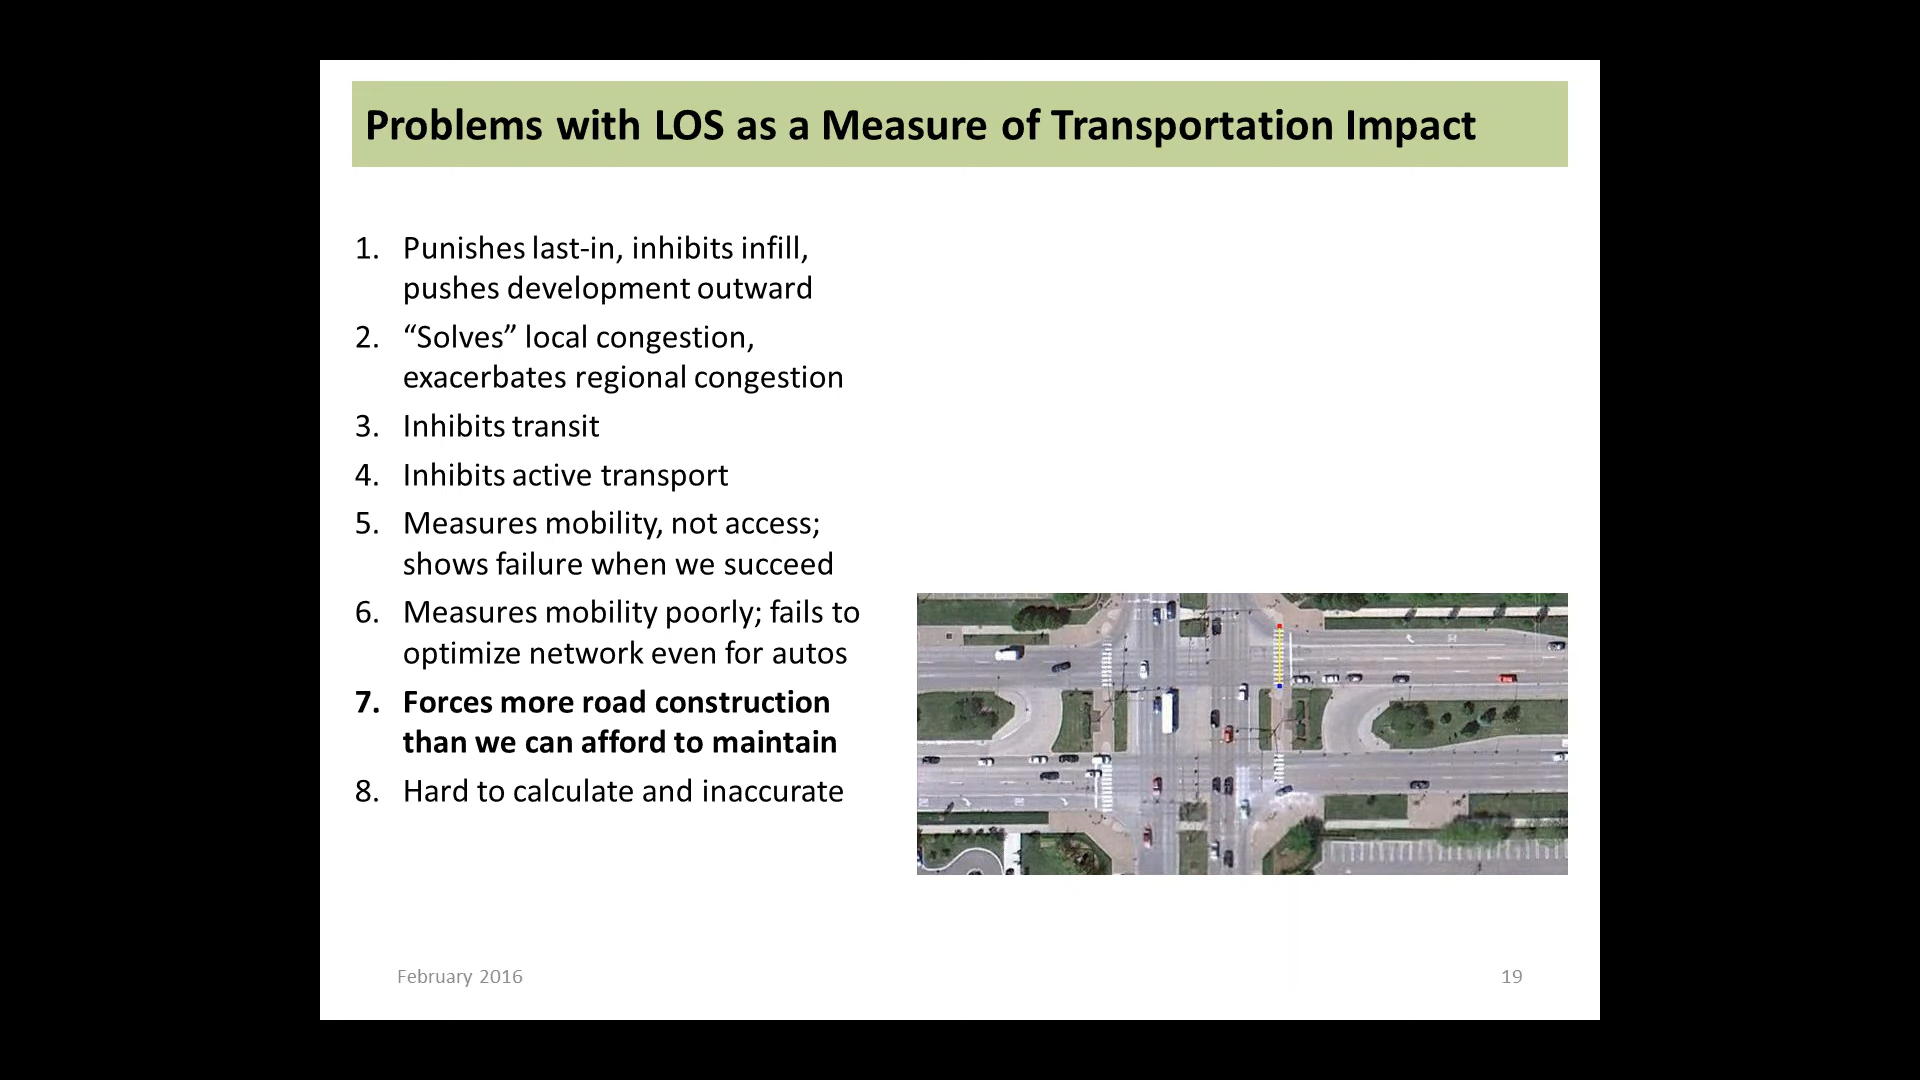 Problems with LOS as a Measure of Transportation Impact
1. Punishes last-in, inhibits infill,
pushes development outward
2. “Solves” local congestion,
exacerbates regional congestion
3. Inhibits transit
4. Inhibits active transport
5. Measures mobility, not access;
shows failure when we succeed
6. Measures mobility poorly; fails to
optimize network even for autos
7. Forces more road construction
than we can afford to maintain
8. Hard to calculate and inaccurate
February 2016
19